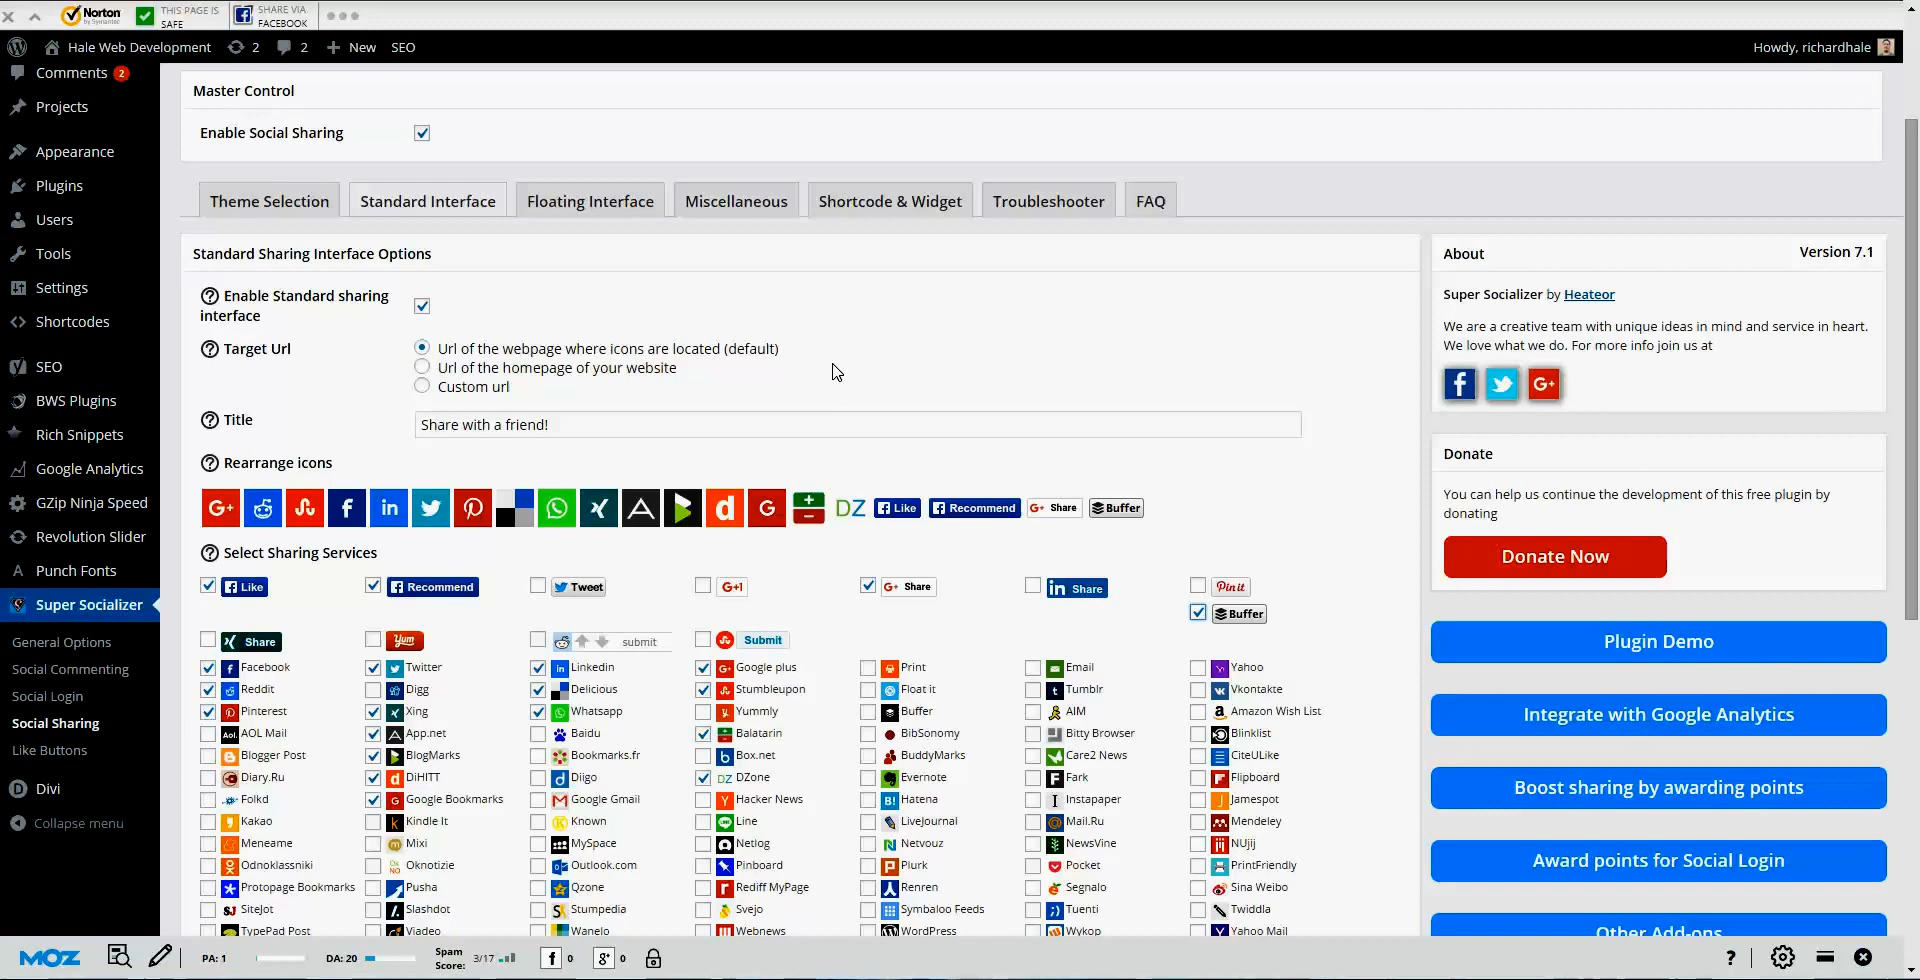 Norton
by Symantec
THIS PAGE IS
SAFE
SHARE VIA
FACEBOOK
Hale Web Development 2 2 New SEO Howdy, richardhale
Comments 2
Projects
Appearance
Plugins
Users
Tools
Settings
Shortcodes
SEO
BWS Plugins
Rich Snippets
Google Analytics
GZip Ninja Speed
Revolution Slider
Punch Fonts
Super Socializer
General Options
Social Commenting
Social Login
Social Sharing
Like Buttons
Divi
Collapse menu
Master Control
Enable Social Sharing
Theme Selection Standard Interface Floating Interface Miscellaneous Shortcode & Widget Troubleshooter FAQ
Standard Sharing Interface Options
Enable Standard sharing
interface
Target Url
Url of the webpage where icons are located (default)
Url of the homepage of your website
Custom url
Title
Share with a friend!
Rearrange icons
DZ Like Recommend G+ Share Buffer
Select Sharing Services
Like Recommend Tweet G+1 G+ Share in Share Pin it
Buffer
Share Yum submit Submit
Facebook Twitter Linkedin Google plus Print Email Yahoo
Reddit Digg Delicious Stumbleupon Float it Tumblr Vkontakte
Pinterest Xing Whatsapp Yummly Buffer AIM Amazon Wish List
AOL Mail App.net Baidu Balatarin BibSonomy Bitty Browser Blinklist
Blogger Post BlogMarks Bookmarks.fr Box.net BuddyMarks Care2 News CiteULike
Diary.Ru DiHITT Diigo DZone Evernote Fark Flipboard
Folkd Google Bookmarks Google Gmail Hacker News Hatena Instapaper Jamespot
Kakao Kindle It Known Line LiveJournal Mail.Ru Mendeley
Meneame Mixi MySpace Netlog Netvouz NewsVine NUjij
Odnoklassniki Oknotizie Outlook.com Pinboard Plurk Pocket PrintFriendly
Protopage Bookmarks Pusha Qzone Rediff MyPage Renren Segnalo Sina Weibo
SiteJot Slashdot Stumpedia Svejo Symbaloo Feeds Tuenti Twiddla
TypePad Post Viadeo Wanelo Webnews WordPress Wykop Yahoo Mail
About Version 7.1
Super Socializer by Heateor
We are a creative team with unique ideas in mind and service in heart.
We love what we do. For more info join us at
Donate
You can help us continue the development of this free plugin by
donating
Donate Now
Plugin Demo
Integrate with Google Analytics
Boost sharing by awarding points
Award points for Social Login
Other Add-ons
MOZ PA: 1 DA: 20 Spam
Score: 3/17 0 0 ?